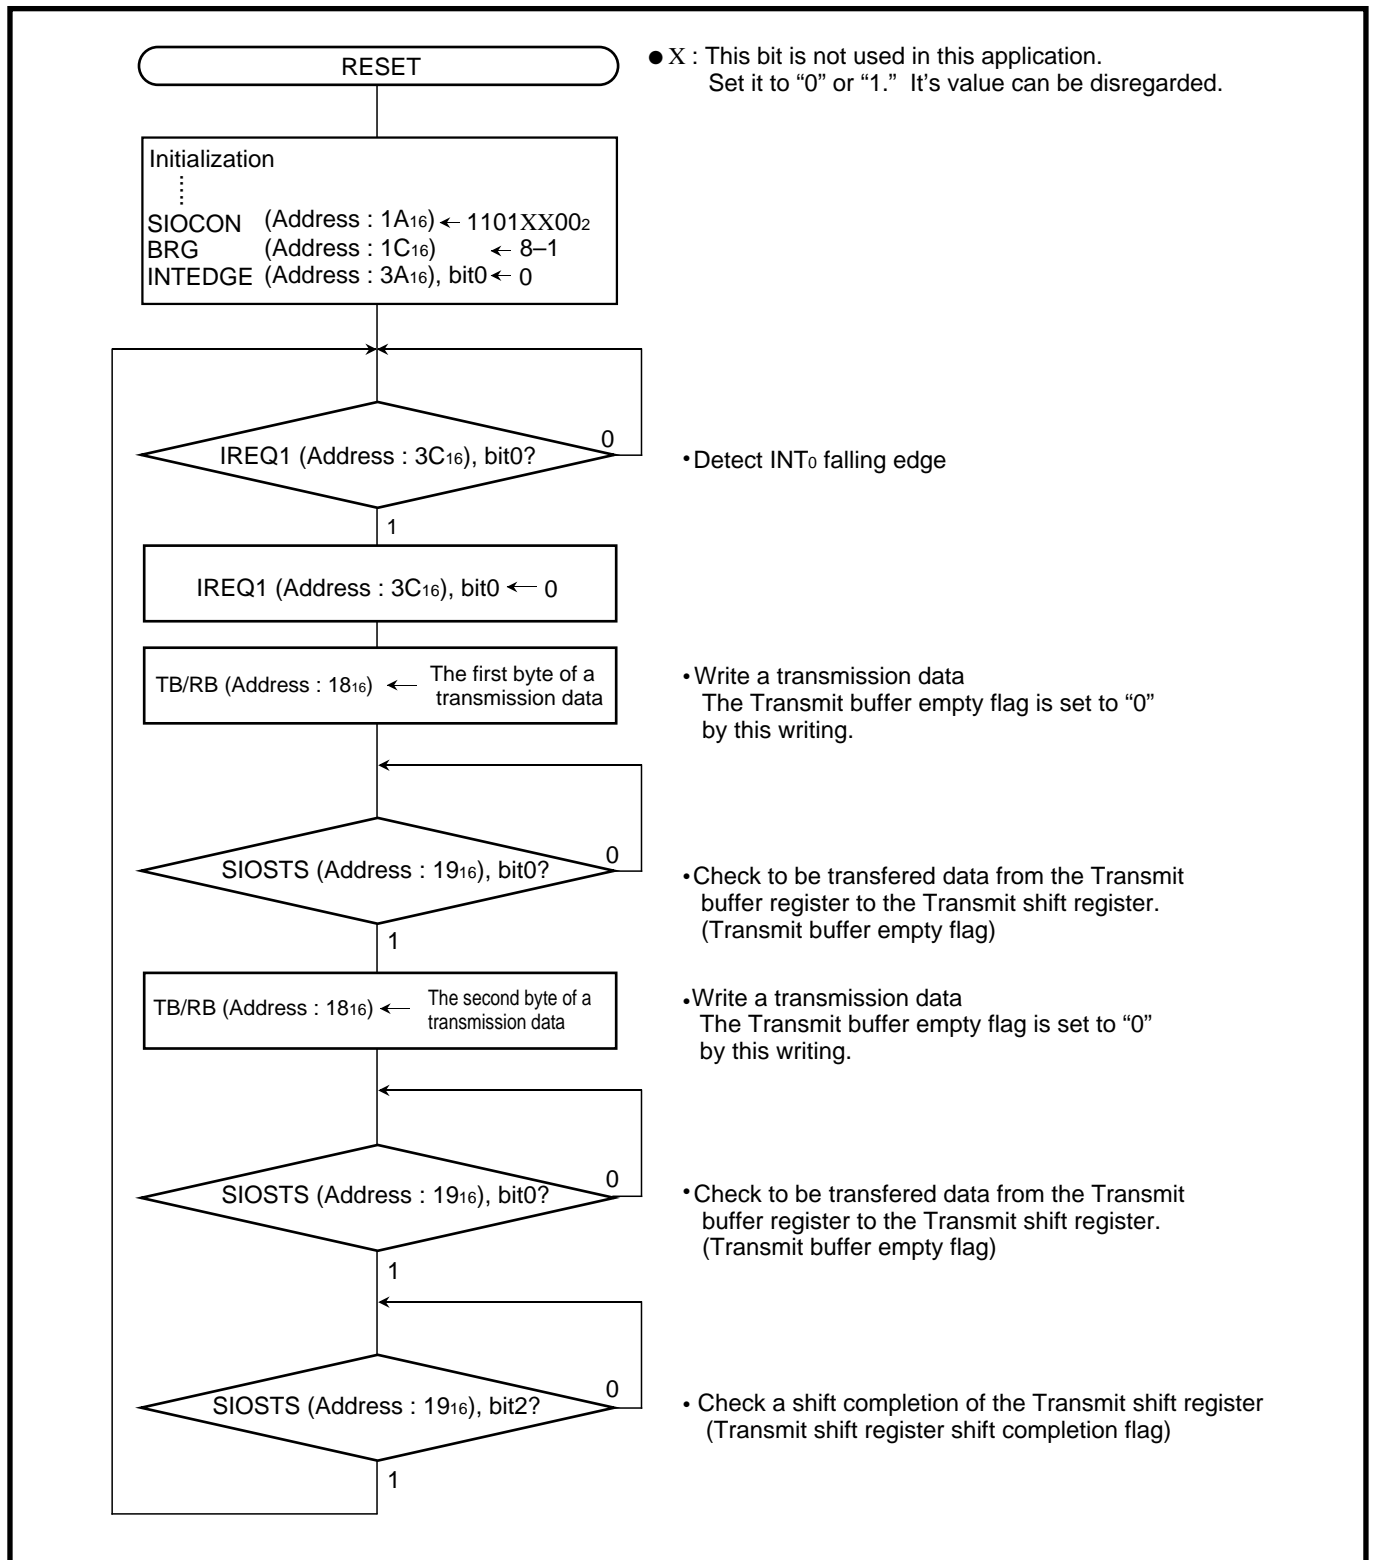 RESET
● X : This bit is not used in this application.
Set it to “0” or “1.” It’s value can be disregarded.
Initialization
SIOCON (Address : 1A16) ← 1101XX002
BRG (Address : 1C16) ← 8–1
INTEDGE (Address : 3A16), bit0 ← 0
IREQ1 (Address : 3C16), bit0?
0
• Detect INT0 falling edge
1
IREQ1 (Address : 3C16), bit0 ← 0
TB/RB (Address : 1816) ← The first byte of a
transmission data
• Write a transmission data
The Transmit buffer empty flag is set to “0”
by this writing.
SIOSTS (Address : 1916), bit0?
0
• Check to be transfered data from the Transmit
buffer register to the Transmit shift register.
(Transmit buffer empty flag)
1
TB/RB (Address : 1816) ← The second byte of a
transmission data
• Write a transmission data
The Transmit buffer empty flag is set to “0”
by this writing.
SIOSTS (Address : 1916), bit0?
0
• Check to be transfered data from the Transmit
buffer register to the Transmit shift register.
(Transmit buffer empty flag)
1
SIOSTS (Address : 1916), bit2?
0
• Check a shift completion of the Transmit shift register
(Transmit shift register shift completion flag)
1